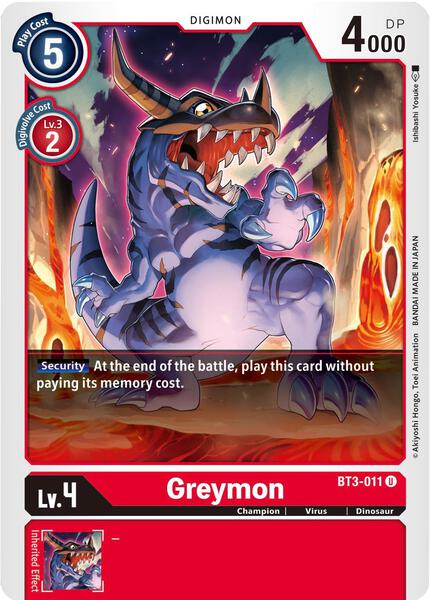 DIGIMON
Play Cost
5
DP
4000
Digivolve Cost
Lv.3
2
Ishibashi Yosuke
© Akiyoshi Hongo, Toei Animation BANDAI MADE IN JAPAN
Security At the end of the battle, play this card without
paying its memory cost.
Lv.4
Greymon
BT3-011 U
Champion | Virus | Dinosaur
Inherited Effect
–